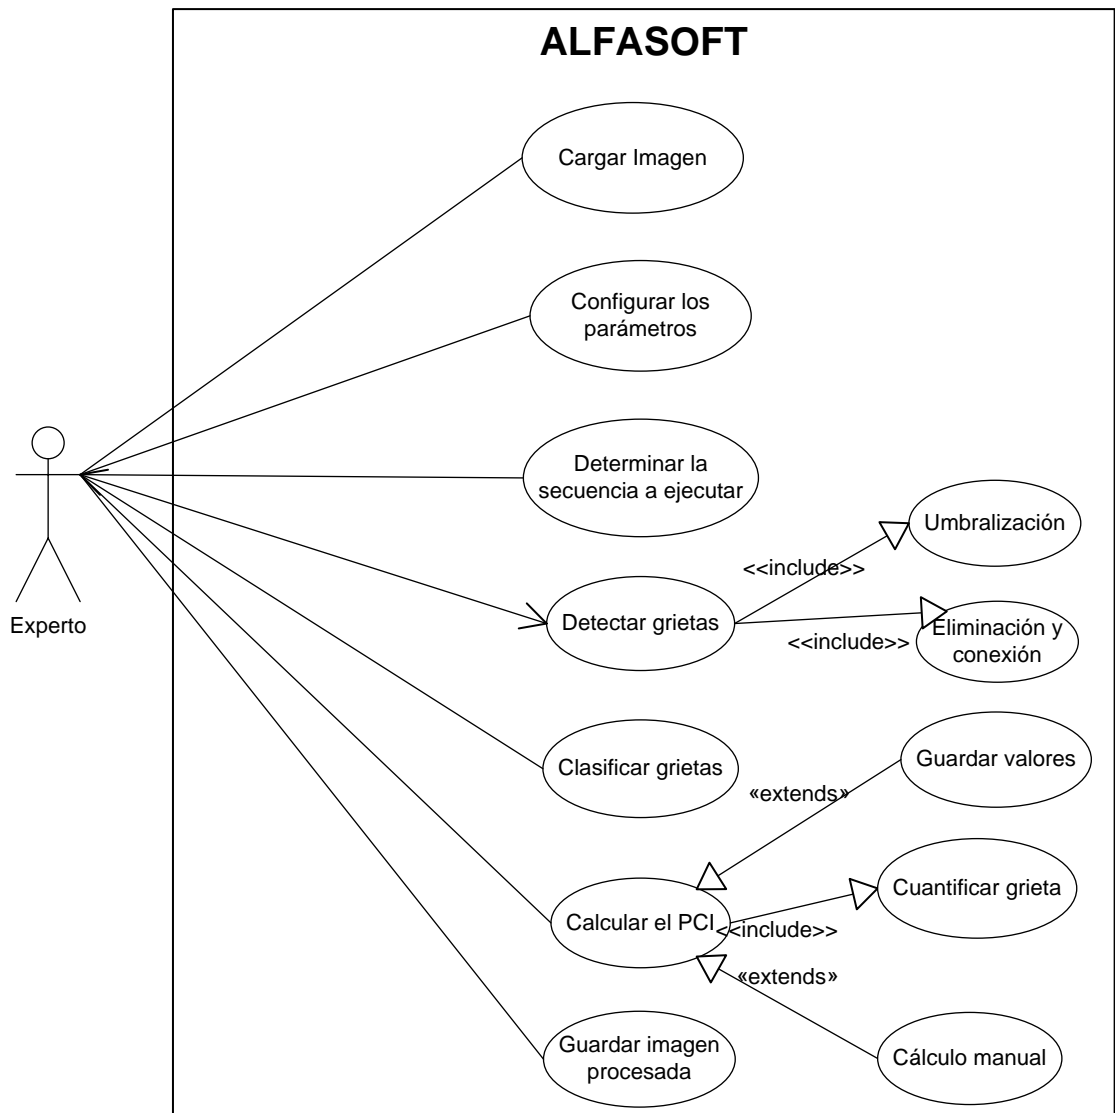 ALFASOFT
Cargar Imagen
Configurar los
parámetros
Determinar la
secuencia a ejecutar
Umbralización
<<include>>
Experto
Detectar grietas
Eliminación y
conexión
<<include>>
Clasificar grietas
Guardar valores
«extends»
Cuantificar grieta
Calcular el PCI
<<include>>
«extends»
Guardar imagen
procesada
Cálculo manual